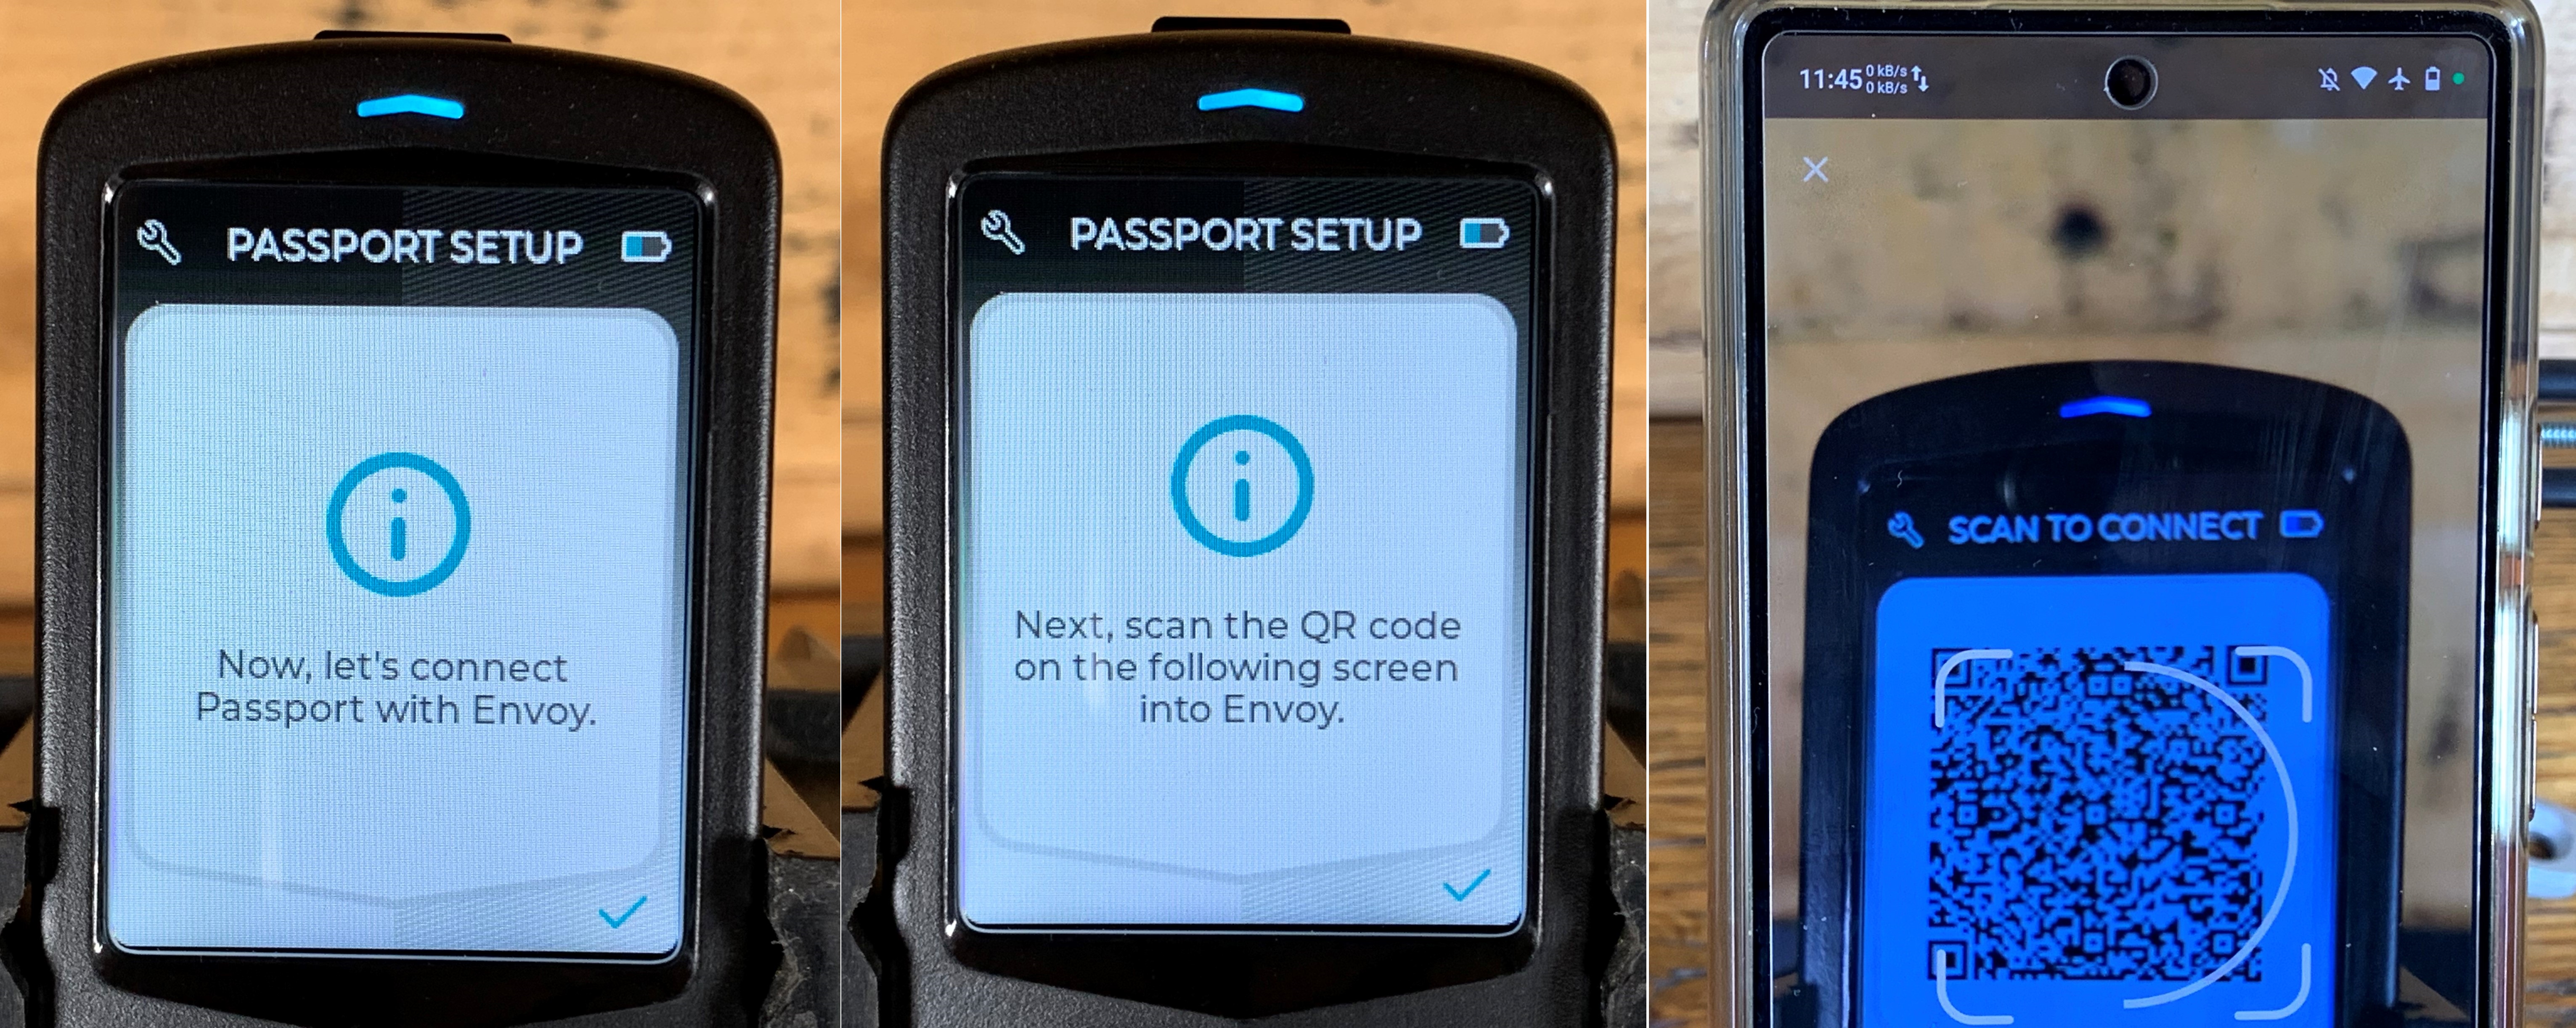 PASSPORT SETUP
Now, let's connect
Passport with Envoy.
PASSPORT SETUP
Next, scan the QR code
on the following screen
into Envoy.
11:45 0 kB/s
0 kB/s
SCAN TO CONNECT